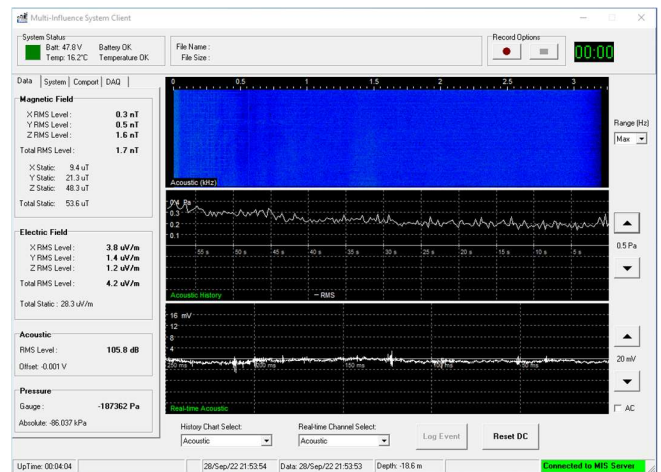 Multi-Influence System Client
System Status
Batt: 47.8 V Battery OK
Temp: 16.2°C Temperature OK
File Name :
File Size :
Record Options
00:00
Data System Comport DAQ
Magnetic Field
X RMS Level : 0.3 nT
Y RMS Level : 0.5 nT
Z RMS Level : 1.6 nT
Total RMS Level : 1.7 nT
X Static: 9.4 uT
Y Static: 21.3 uT
Z Static: 48.3 uT
Total Static: 53.6 uT
Electric Field
X RMS Level : 3.8 uV/m
Y RMS Level : 1.4 uV/m
Z RMS Level : 1.2 uV/m
Total RMS Level : 4.2 uV/m
Total Static : 28.3 uV/m
Acoustic
RMS Level : 105.8 dB
Offset: -0.001 V
Pressure
Gauge : -187362 Pa
Absolute: -86.037 kPa
0 0.5 1 1.5 2 2.5 3
Acoustic (kHz)
Range (Hz)
Max
0.4 Pa
0.3
0.2
0.1
55 s 50 s 45 s 40 s 35 s 30 s 25 s 20 s 15 s 10 s 5 s
Acoustic History
– RMS
0.5 Pa
16 mV
12
8
4
250 ms 200 ms 150 ms 100 ms 50 ms
Real-time Acoustic
20 mV
AC
History Chart Select:
Acoustic
Real-time Channel Select:
Acoustic
Log Event
Reset DC
UpTime: 00:04:04 28/Sep/22 21:53:54 Data: 28/Sep/22 21:53:53 Depth: -18.6 m Connected to MIS Server